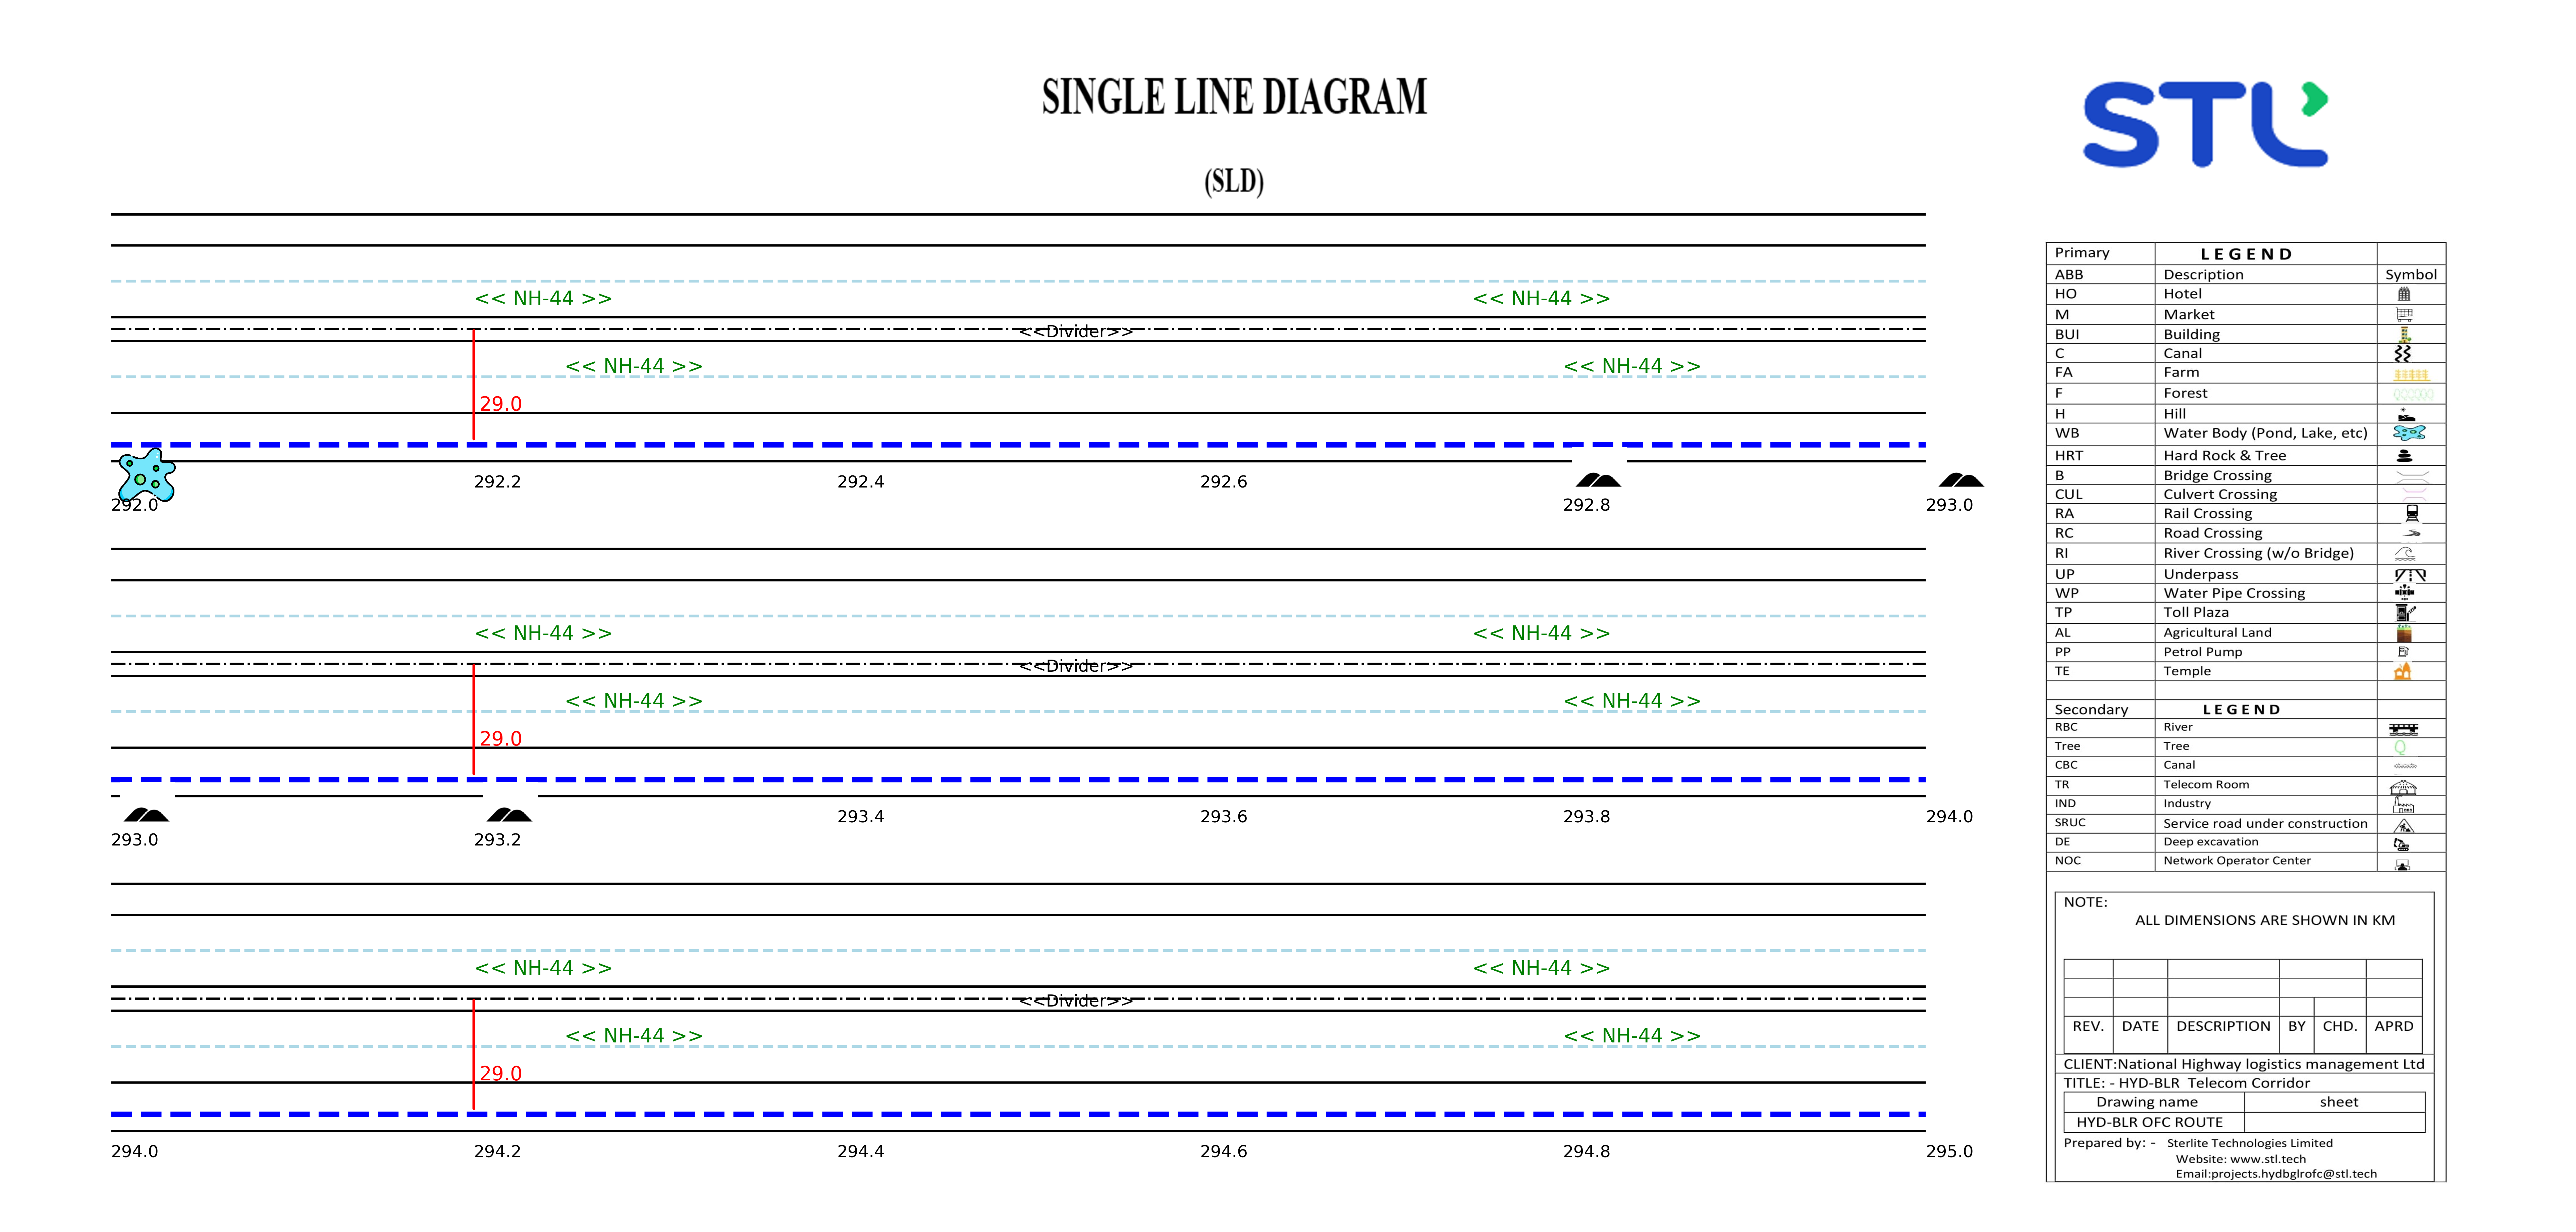 SINGLE LINE DIAGRAM
(SLD)
STL
<< NH-44 >> << NH-44 >>
<<Divider>>
<< NH-44 >> << NH-44 >>
29.0
292.2 292.4 292.6
292.0 292.8 293.0
<< NH-44 >> << NH-44 >>
<<Divider>>
<< NH-44 >> << NH-44 >>
29.0
293.4 293.6 293.8 294.0
293.0 293.2
<< NH-44 >> << NH-44 >>
<<Divider>>
<< NH-44 >> << NH-44 >>
29.0
294.0 294.2 294.4 294.6 294.8 295.0
Primary LEGEND
ABB Description Symbol
HO Hotel
M Market
BUI Building
C Canal
FA Farm
F Forest
H Hill
WB Water Body (Pond, Lake, etc)
HRT Hard Rock & Tree
B Bridge Crossing
CUL Culvert Crossing
RA Rail Crossing
RC Road Crossing
RI River Crossing (w/o Bridge)
UP Underpass
WP Water Pipe Crossing
TP Toll Plaza
AL Agricultural Land
PP Petrol Pump
TE Temple
Secondary LEGEND
RBC River
Tree Tree
CBC Canal
TR Telecom Room
IND Industry
SRUC Service road under construction
DE Deep excavation
NOC Network Operator Center
NOTE:
ALL DIMENSIONS ARE SHOWN IN KM
REV. DATE DESCRIPTION BY CHD. APRD
CLIENT:National Highway logistics management Ltd
TITLE: - HYD-BLR Telecom Corridor
Drawing name sheet
HYD-BLR OFC ROUTE
Prepared by: - Sterlite Technologies Limited
Website: www.stl.tech
Email:projects.hydbglrofc@stl.tech